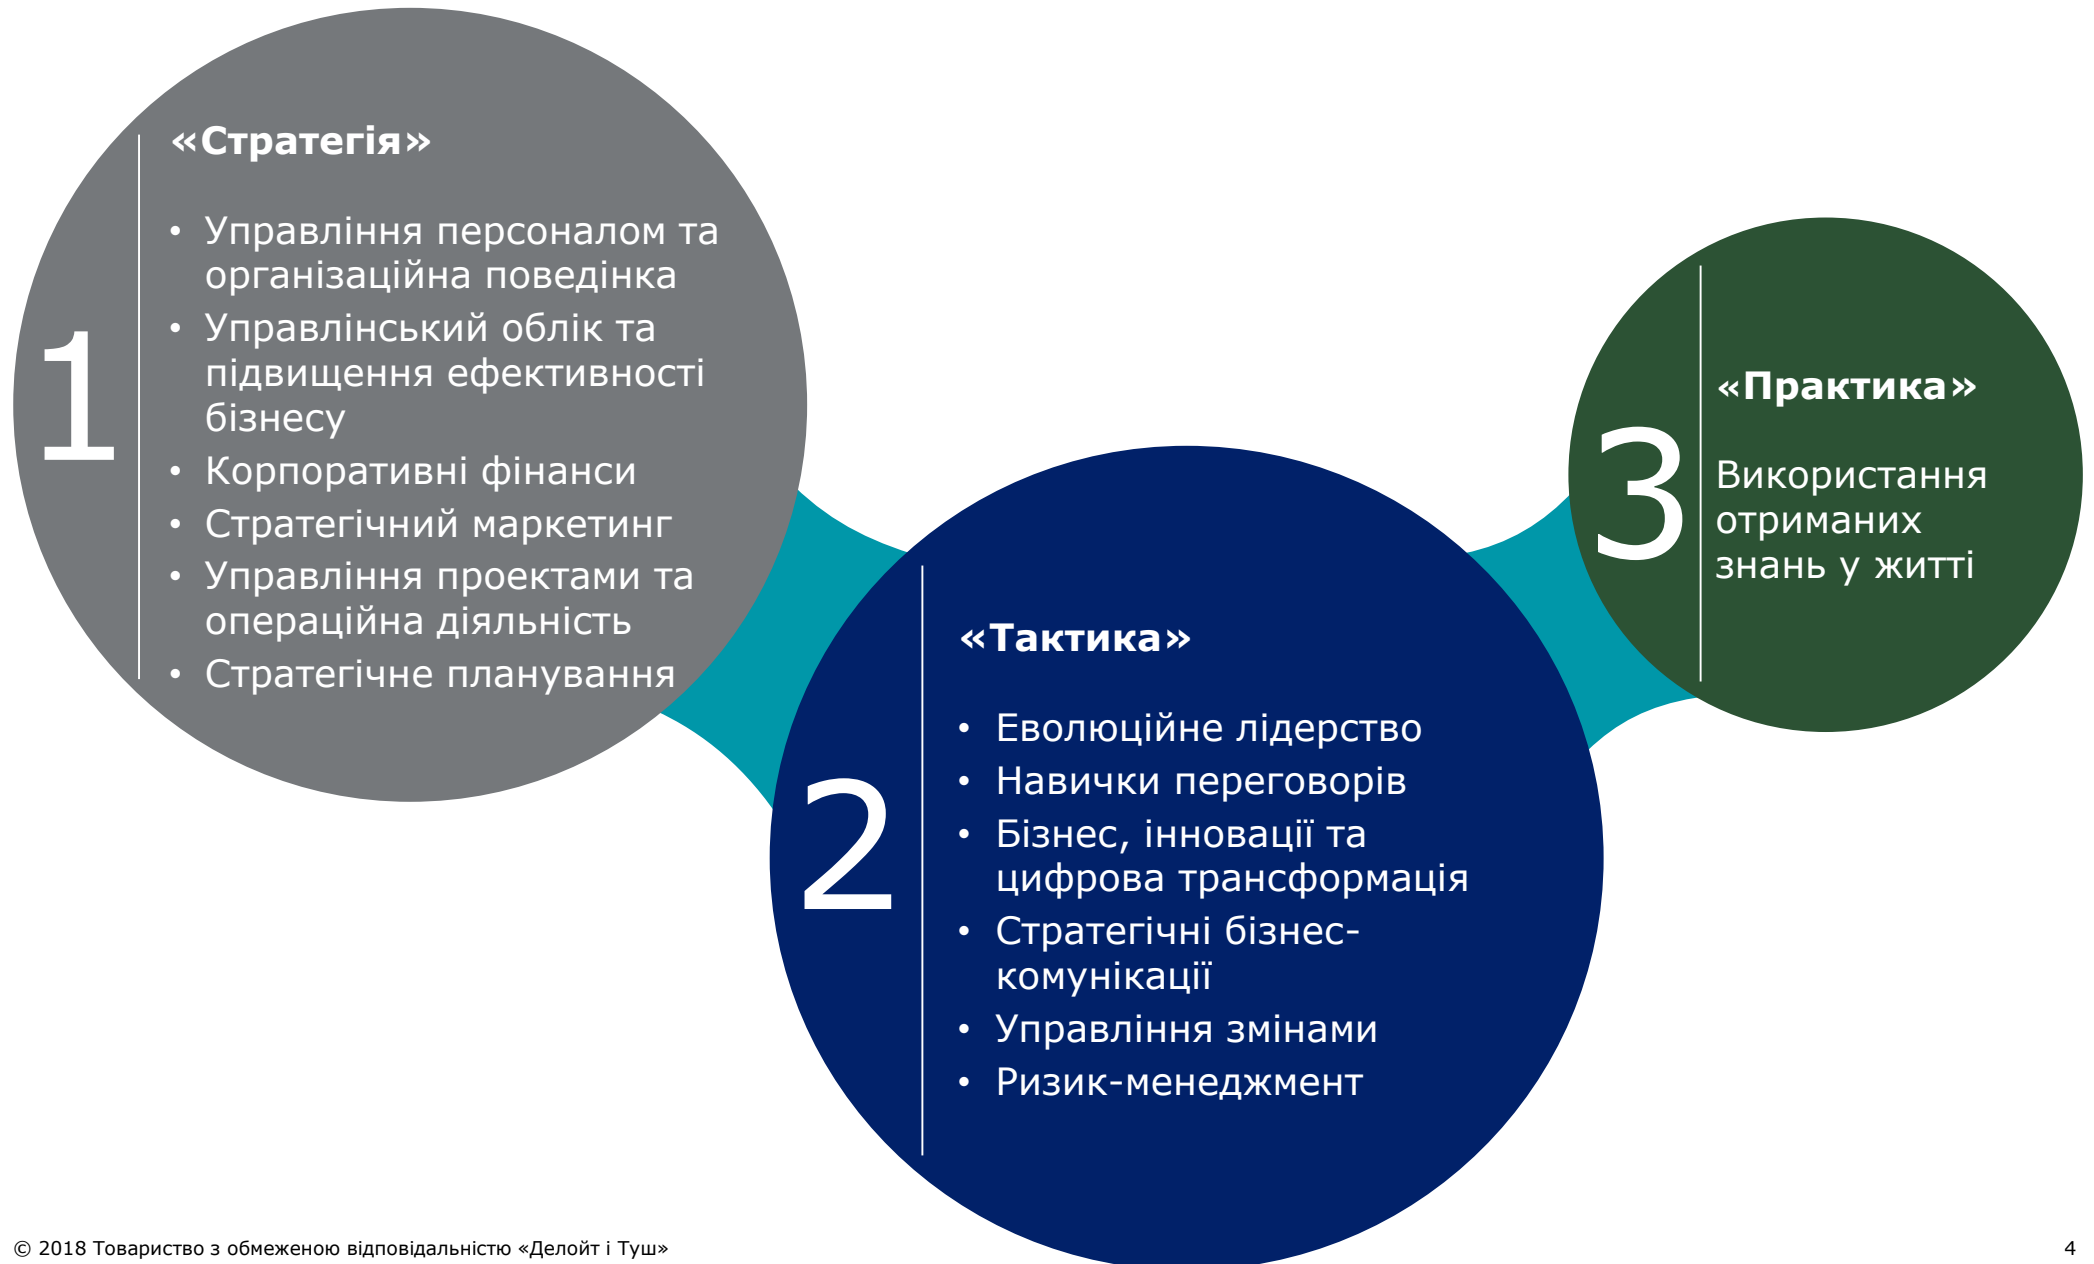 1
«Стратегія»
• Управління персоналом та
організаційна поведінка
• Управлінський облік та
підвищення ефективності
бізнесу
• Корпоративні фінанси
• Стратегічний маркетинг
• Управління проектами та
операційна діяльність
• Стратегічне планування
2
«Тактика»
• Еволюційне лідерство
• Навички переговорів
• Бізнес, інновації та
цифрова трансформація
• Стратегічні бізнес-
комунікації
• Управління змінами
• Ризик-менеджмент
3
«Практика»
Використання
отриманих
знань у житті
© 2018 Товариство з обмеженою відповідальністю «Делойт і Туш»
4